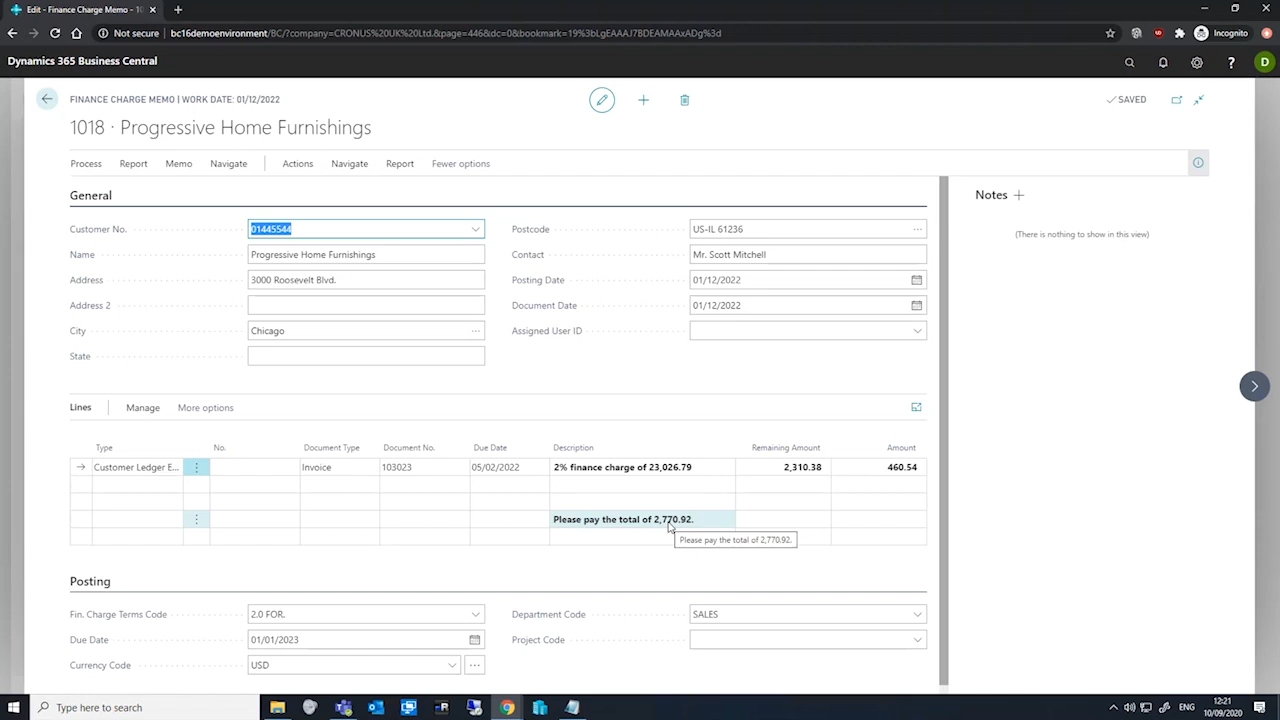 Edit - Finance Charge Memo - 10
Not secure
bc16demoenvironment/BC/?company=CRONUS%20UK%20Ltd.&page=446&dc=0&bookmark=19%3bLgEAAAJ7BDEAMAAxADg%3d
Incognito
Dynamics 365 Business Central
D
FINANCE CHARGE MEMO | WORK DATE: 01/12/2022
SAVED
1018 · Progressive Home Furnishings
Process Report Memo Navigate Actions Navigate Report Fewer options
General
Notes
(There is nothing to show in this view)
Customer No. 01445544 Postcode US-IL 61236
Name Progressive Home Furnishings Contact Mr. Scott Mitchell
Address 3000 Roosevelt Blvd. Posting Date 01/12/2022
Address 2 Document Date 01/12/2022
City Chicago Assigned User ID
State
Lines Manage More options
Type No. Document Type Document No. Due Date Description Remaining Amount Amount
Customer Ledger E... Invoice 103023 05/02/2022 2% finance charge of 23,026.79 2,310.38 460.54
Please pay the total of 2,770.92.
Please pay the total of 2,770.92.
Posting
Fin. Charge Terms Code 2.0 FOR. Department Code SALES
Due Date 01/01/2023 Project Code
Currency Code USD
Type here to search
ENG
12:21
10/09/2020